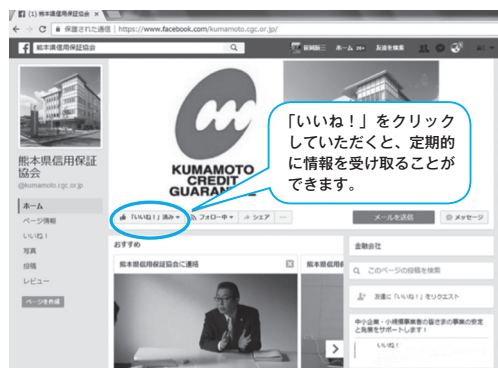 (1) 熊本県信用保証協会
保護された通信 | https://www.facebook.com/kumamoto.cgc.or.jp/
熊本県信用保証協会
ホーム 20+
友達を検索
KUMAMOTO
CREDIT
GUARANTEE
「いいね！」をクリック
していただくと、定期的
に情報を受け取ることが
できます。
熊本県信用保証
協会
@kumamoto.cgc.or.jp
ホーム
ページ情報
いいね！
写真
投稿
レビュー
ページを作成
「いいね！」済み
フォロー中
シェア
メールを送信
メッセージ
おすすめ
熊本県信用保証協会に連絡
熊本県信用
金融会社
このページの投稿を検索
友達に「いいね！」をリクエスト
中小企業・小規模事業者の皆さまの事業の安定
と発展をサポートします！
いいね！